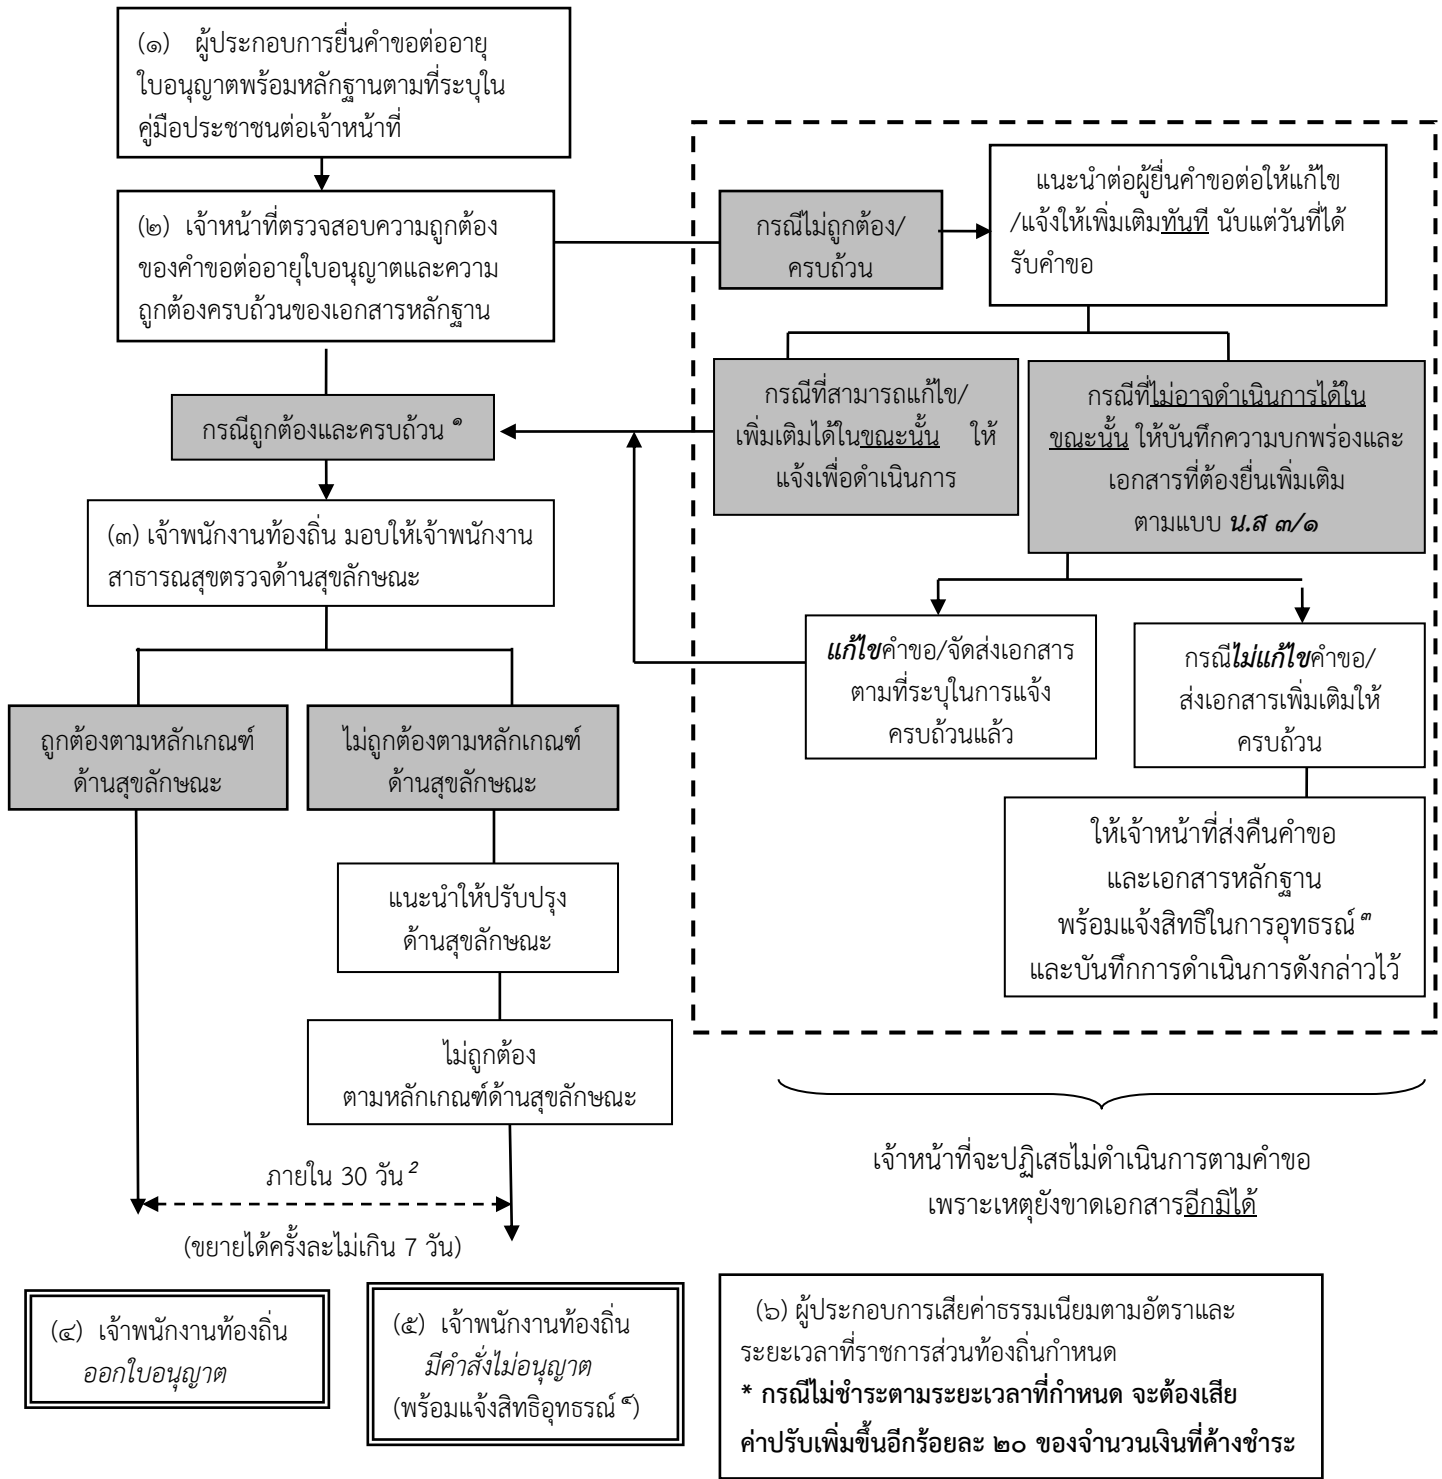 (๑) ผู้ประกอบการยื่นคำขอต่ออายุ
ใบอนุญาตพร้อมหลักฐานตามที่ระบุใน
คู่มือประชาชนต่อเจ้าหน้าที่
(๒) เจ้าหน้าที่ตรวจสอบความถูกต้อง
ของคำขอต่ออายุใบอนุญาตและความ
ถูกต้องครบถ้วนของเอกสารหลักฐาน
กรณีไม่ถูกต้อง/
ครบถ้วน
แนะนำต่อผู้ยื่นคำขอต่อให้แก้ไข
/แจ้งให้เพิ่มเติมทันที นับแต่วันที่ได้
รับคำขอ
กรณีถูกต้องและครบถ้วน ๑
กรณีที่สามารถแก้ไข/
เพิ่มเติมได้ในขณะนั้น ให้
แจ้งเพื่อดำเนินการ
กรณีที่ไม่อาจดำเนินการได้ใน
ขณะนั้น ให้บันทึกความบกพร่องและ
เอกสารที่ต้องยื่นเพิ่มเติม
ตามแบบ น.ส ๓/๑
(๓) เจ้าพนักงานท้องถิ่น มอบให้เจ้าพนักงาน
สาธารณสุขตรวจด้านสุขลักษณะ
แก้ไขคำขอ/จัดส่งเอกสาร
ตามที่ระบุในการแจ้ง
ครบถ้วนแล้ว
กรณีไม่แก้ไขคำขอ/
ส่งเอกสารเพิ่มเติมให้
ครบถ้วน
ถูกต้องตามหลักเกณฑ์
ด้านสุขลักษณะ
ไม่ถูกต้องตามหลักเกณฑ์
ด้านสุขลักษณะ
ให้เจ้าหน้าที่ส่งคืนคำขอ
และเอกสารหลักฐาน
พร้อมแจ้งสิทธิในการอุทธรณ์ ๓
และบันทึกการดำเนินการดังกล่าวไว้
แนะนำให้ปรับปรุง
ด้านสุขลักษณะ
ไม่ถูกต้อง
ตามหลักเกณฑ์ด้านสุขลักษณะ
ภายใน 30 วัน 2
(ขยายได้ครั้งละไม่เกิน 7 วัน)
เจ้าหน้าที่จะปฏิเสธไม่ดำเนินการตามคำขอ
เพราะเหตุยังขาดเอกสารอีกมิได้
(๔) เจ้าพนักงานท้องถิ่น
ออกใบอนุญาต
(๕) เจ้าพนักงานท้องถิ่น
มีคำสั่งไม่อนุญาต
(พร้อมแจ้งสิทธิอุทธรณ์ ๔)
(๖) ผู้ประกอบการเสียค่าธรรมเนียมตามอัตราและ
ระยะเวลาที่ราชการส่วนท้องถิ่นกำหนด
* กรณีไม่ชำระตามระยะเวลาที่กำหนด จะต้องเสีย
ค่าปรับเพิ่มขึ้นอีกร้อยละ ๒๐ ของจำนวนเงินที่ค้างชำระ